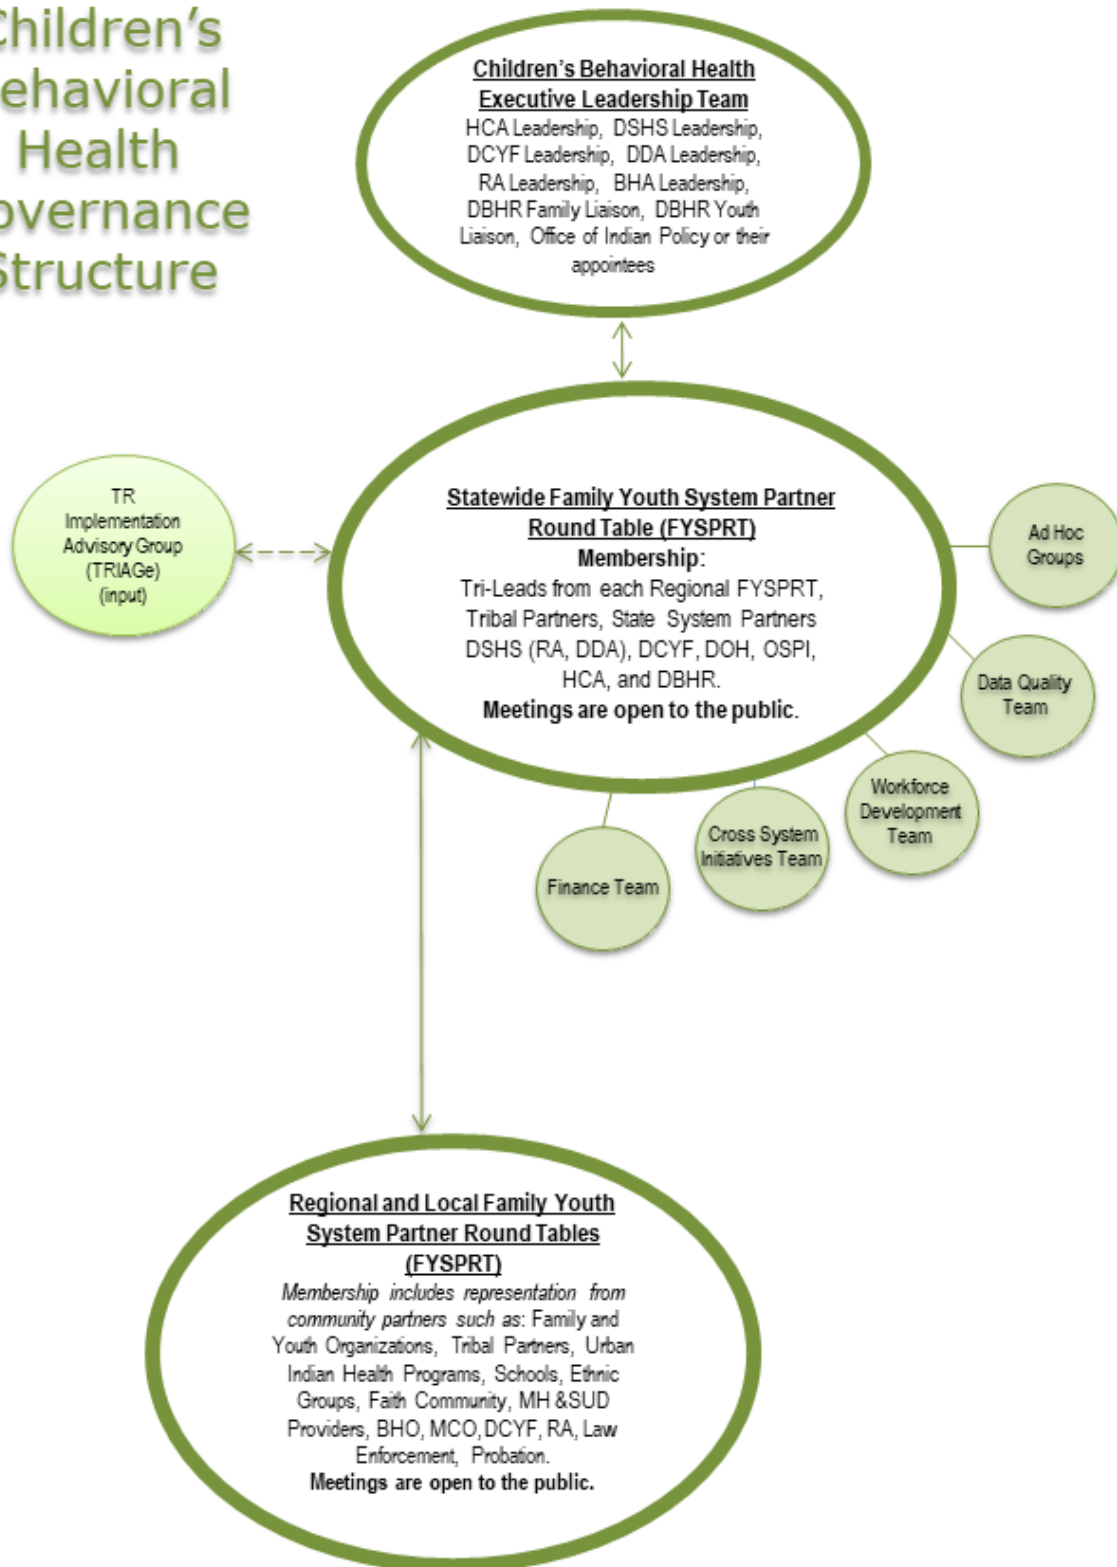 Children's
Behavioral
Health
Governance
Structure
Children's Behavioral Health
Executive Leadership Team
HCA Leadership, DSHS Leadership,
DCYF Leadership, DDA Leadership,
RA Leadership, BHA Leadership,
DBHR Family Liaison, DBHR Youth
Liaison, Office of Indian Policy or their
appointees
TR
Implementation
Advisory Group
(TRIAGe)
(input)
Statewide Family Youth System Partner
Round Table (FYSPRT)
Membership:
Tri-Leads from each Regional FYSPRT,
Tribal Partners, State System Partners
DSHS (RA, DDA), DCYF, DOH, OSPI,
HCA, and DBHR.
Meetings are open to the public.
Ad Hoc
Groups
Data Quality
Team
Workforce
Development
Team
Cross System
Initiatives Team
Finance Team
Regional and Local Family Youth
System Partner Round Tables
(FYSPRT)
Membership includes representation from
community partners such as: Family and
Youth Organizations, Tribal Partners, Urban
Indian Health Programs, Schools, Ethnic
Groups, Faith Community, MH &SUD
Providers, BHO, MCO, DCYF, RA, Law
Enforcement, Probation.
Meetings are open to the public.